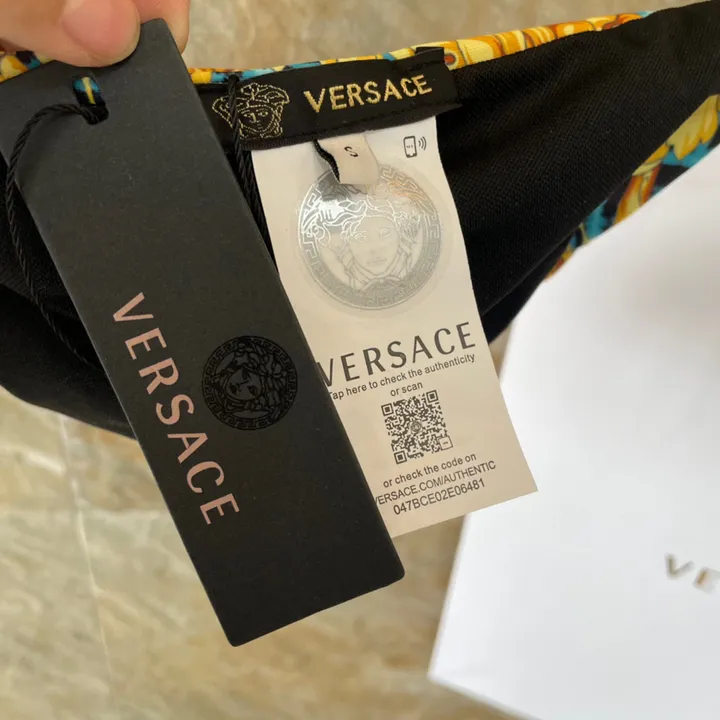 VERSACE
S
VERSACE
VERSACE
Tap here to check the authenticity
or scan
or check the code on
VERSACE.COM/AUTHENTIC
047BCE02E06481
VE